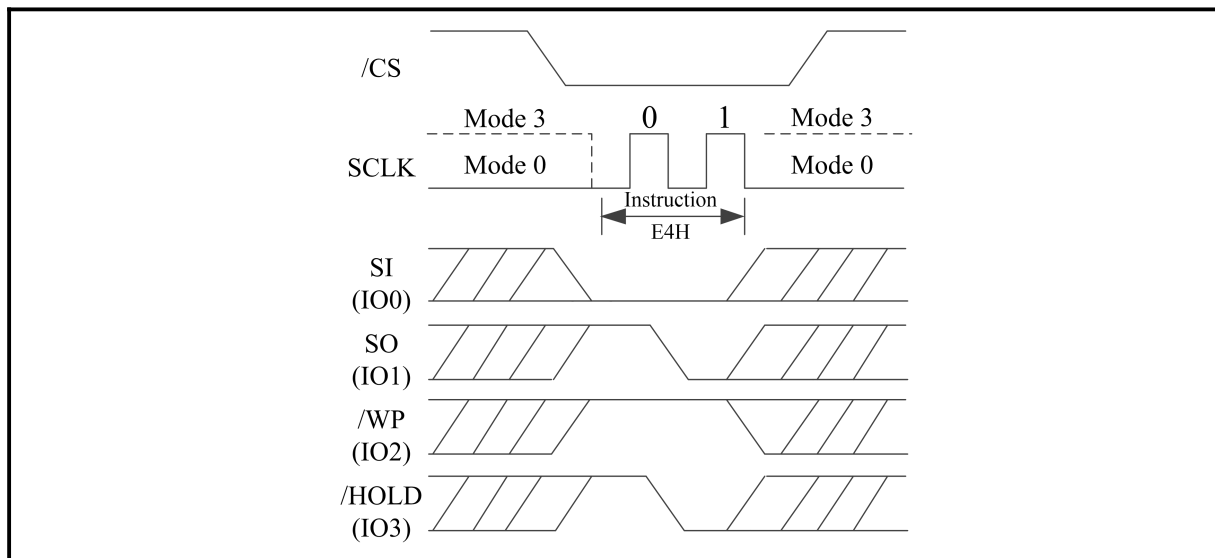 /CS
Mode 3
0
1
Mode 3
SCLK
Mode 0
Mode 0
Instruction
E4H
SI
(IO0)
SO
(IO1)
/WP
(IO2)
/HOLD
(IO3)